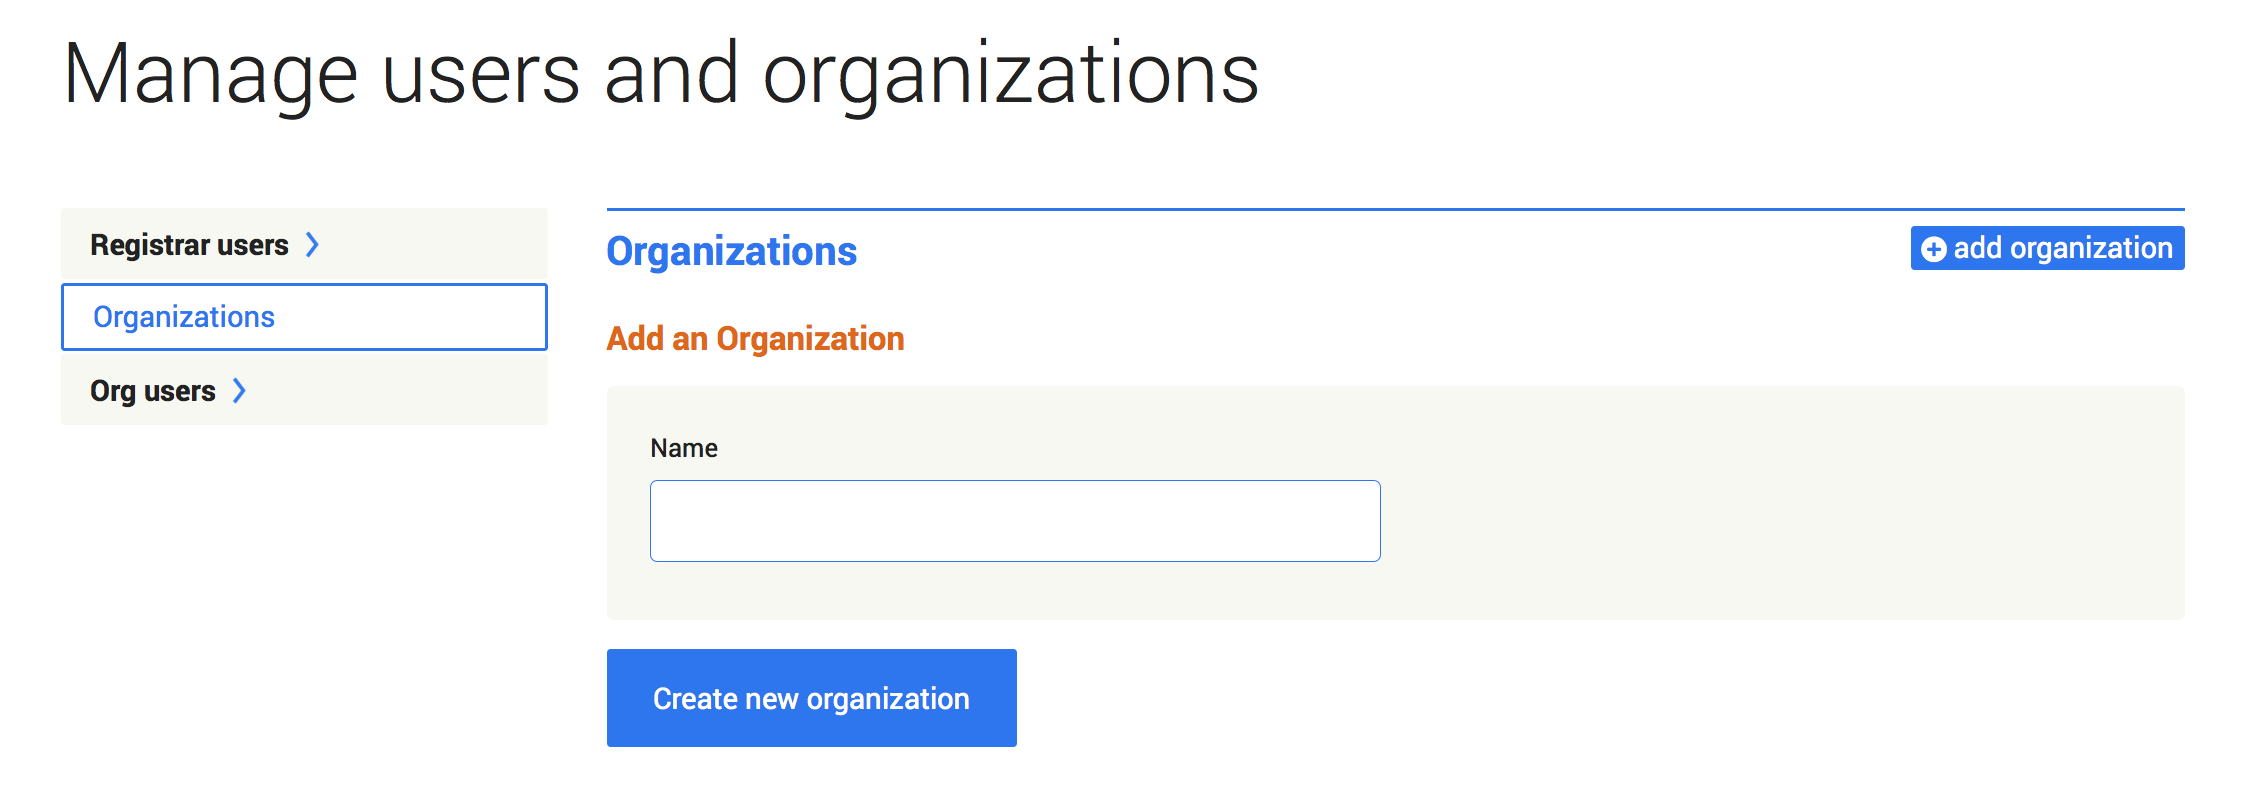 Manage users and organizations
Registrar users
Organizations
Org users
Organizations
add organization
Add an Organization
Name
Create new organization